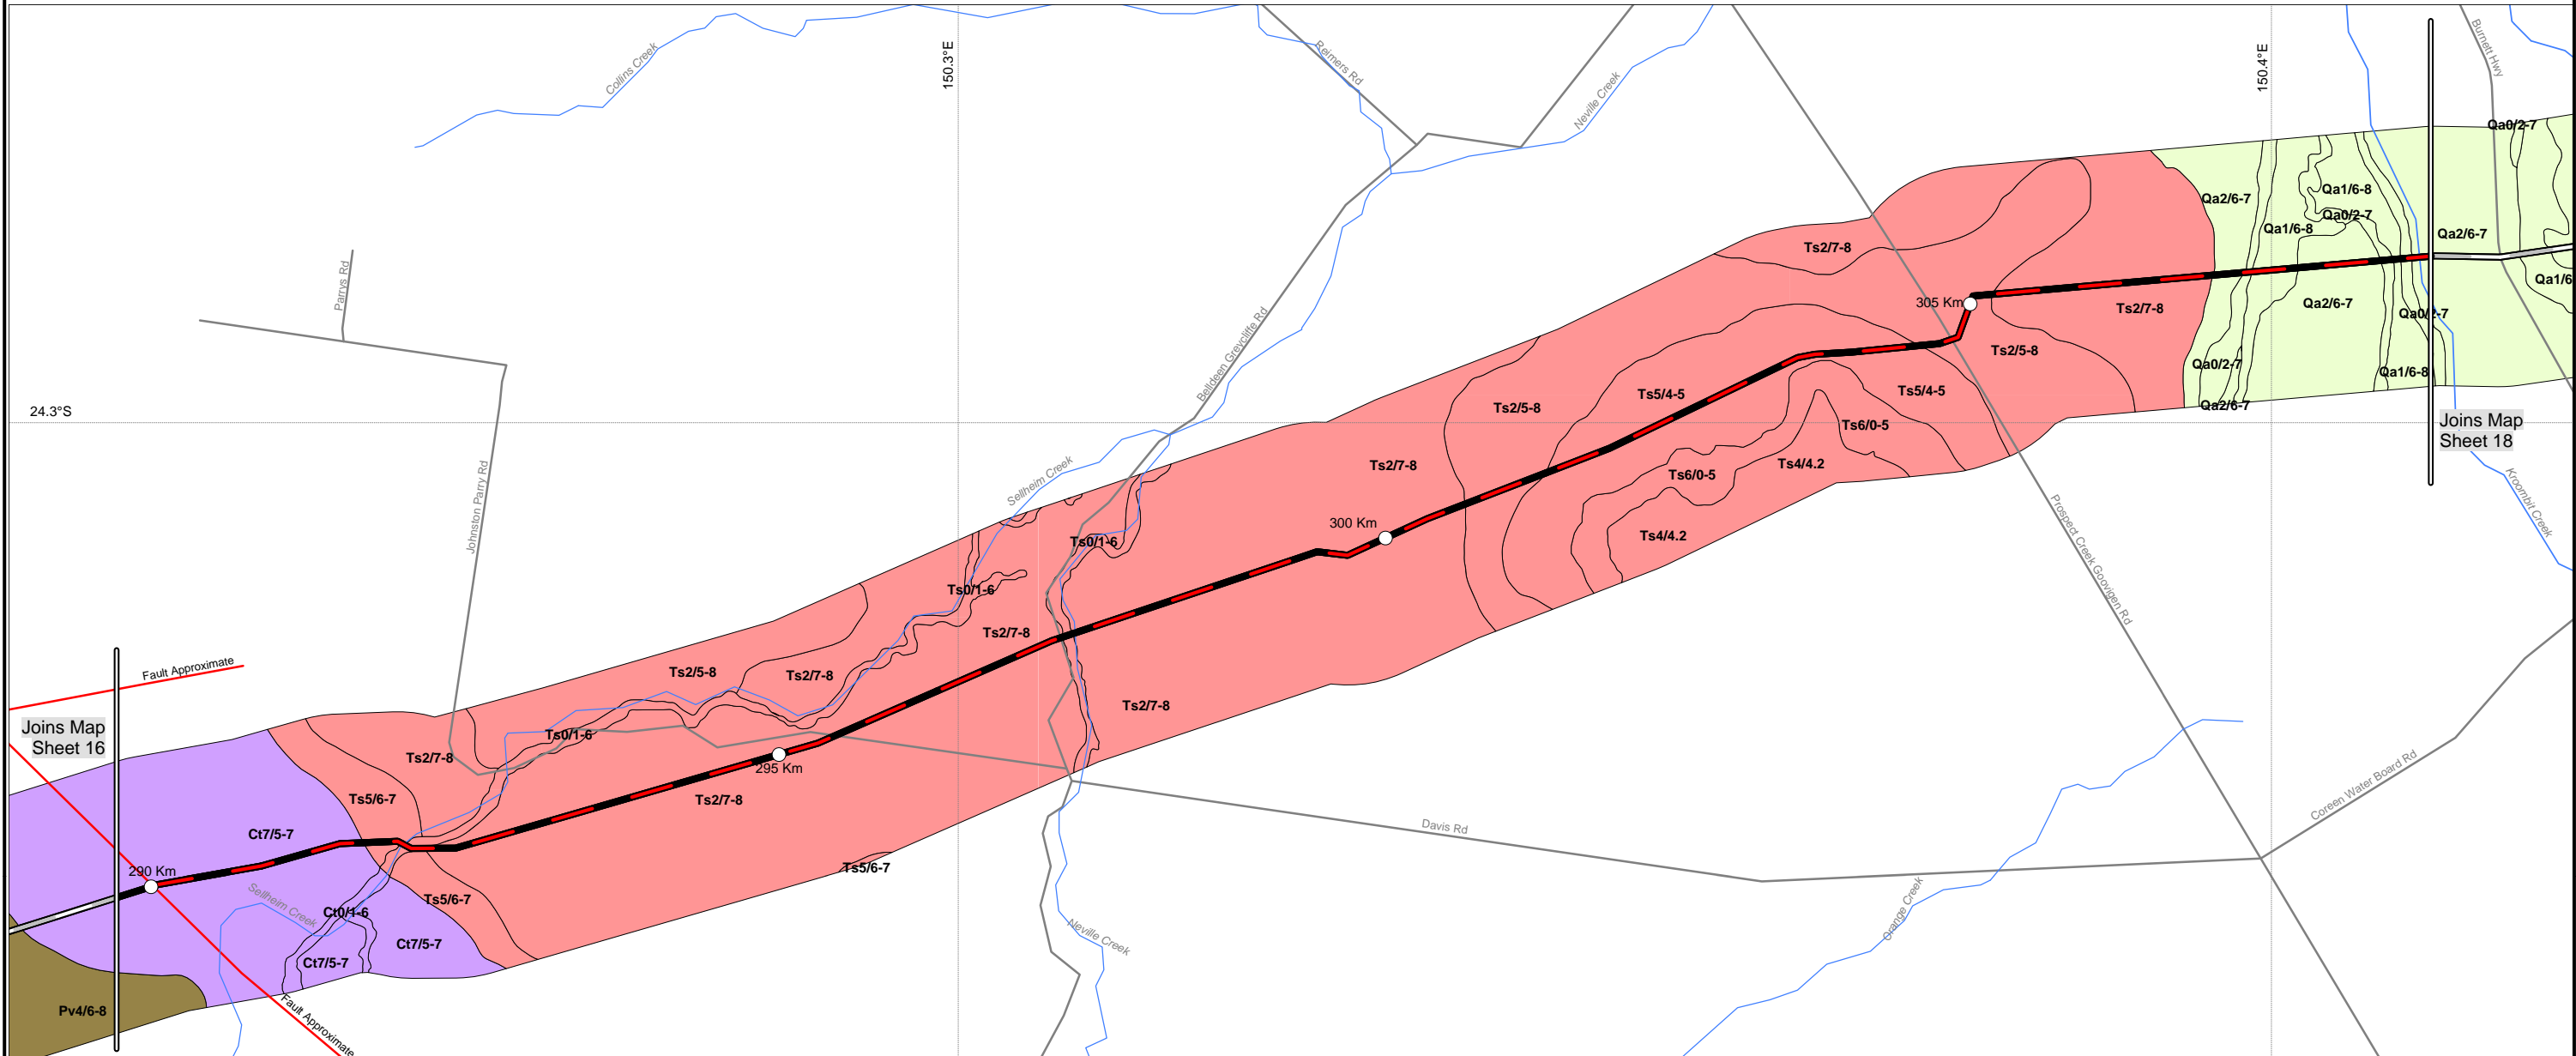 Collins Creek
150.3°E
Reimers Rd
Neville Creek
150.4°E
Burnett Hwy
Qa0/2-7
Qa2/6-7
Qa1/6-8
Qa0/2-7
Qa1/6-8
Qa2/6-7
Ts2/7-8
Parrys Rd
Qa1/6
305 Km
Ts2/7-8
Qa2/6-7
Qa0/2-7
Belldeen Greycliffe Rd
Ts2/5-8
Qa0/2-7
Qa1/6-8
Ts5/4-5
Ts5/4-5
Ts2/5-8
Qa2/6-7
24.3°S
Joins Map
Sheet 18
Ts6/0-5
Ts2/7-8
Ts4/4.2
Ts6/0-5
Sellheim Creek
Johnston Parry Rd
Kroombit Creek
300 Km
Ts4/4.2
Ts0/1-6
Prospect Creek Goovigen Rd
Ts0/1-6
Ts2/7-8
Fault Approximate
Ts2/5-8
Ts2/7-8
Ts2/7-8
Joins Map
Sheet 16
Ts0/1-6
Ts2/7-8
295 Km
Ts5/6-7
Ts2/7-8
Coreen Water Board Rd
Davis Rd
Ct7/5-7
290 Km
Ts5/6-7
Sellheim Creek
Ts5/6-7
Ct0/1-6
Orange Creek
Neville Creek
Ct7/5-7
Ct7/5-7
Pv4/6-8
Fault Approximate